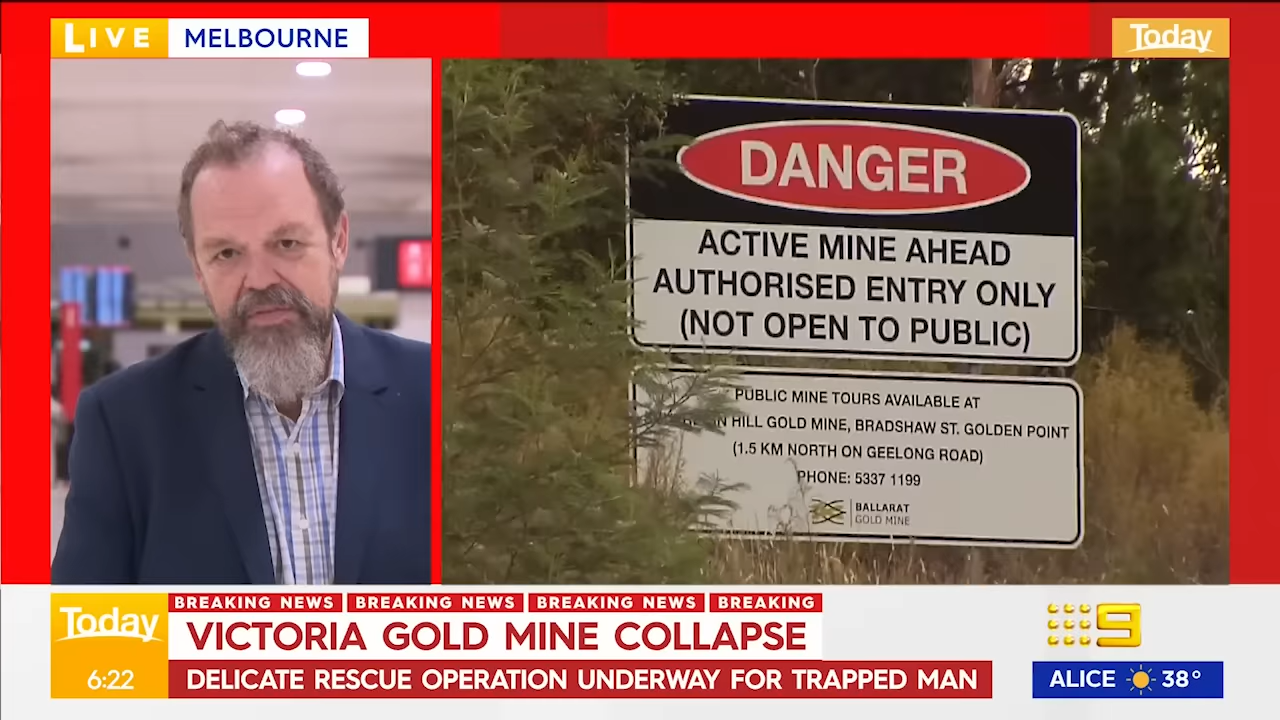 LIVE MELBOURNE
Today
DANGER
ACTIVE MINE AHEAD
AUTHORISED ENTRY ONLY
(NOT OPEN TO PUBLIC)
PUBLIC MINE TOURS AVAILABLE AT
HILL GOLD MINE, BRADSHAW ST. GOLDEN POINT
(1.5 KM NORTH ON GEELONG ROAD)
PHONE: 5337 1199
BALLARAT
GOLD MINE
BREAKING NEWS BREAKING NEWS BREAKING NEWS BREAKING
Today
VICTORIA GOLD MINE COLLAPSE
9
6:22
DELICATE RESCUE OPERATION UNDERWAY FOR TRAPPED MAN
ALICE 38°